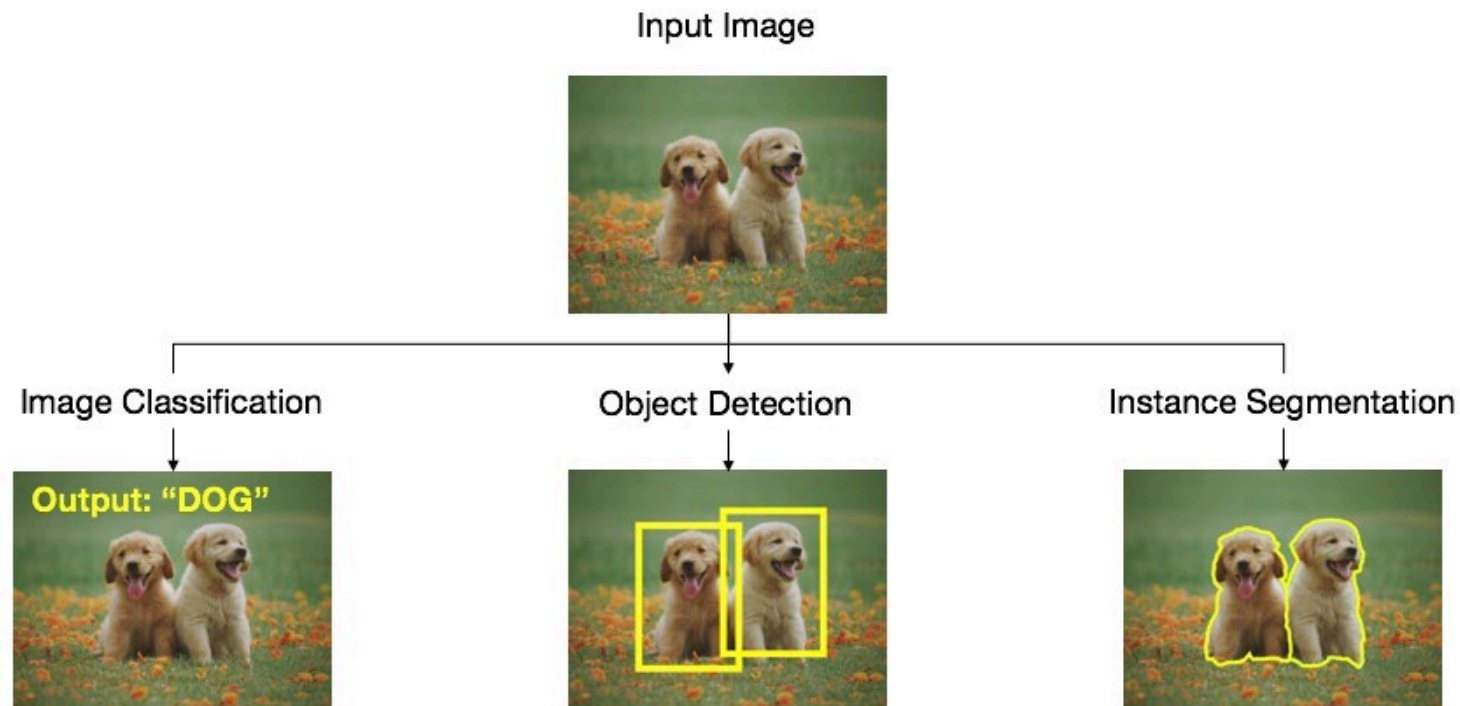 Input Image
Image Classification
Object Detection
Instance Segmentation
Output: “DOG”